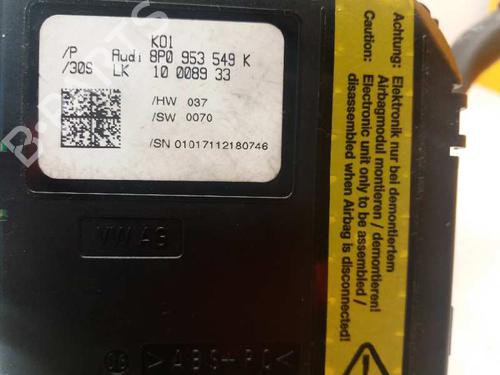 K01
/P Audi 8P0 953 549 K
/30S LK 10 0089 33
/HW 037
/SW 0070
/SN 01017112180746
VW AG
>ABS+PC<
Achtung: Elektronik nur bei demontiertem
Airbagmodul montieren / demontieren!
Caution: Electronic unit only to be assembled /
disassembled when Airbag is
disconnected!
B-PARTS